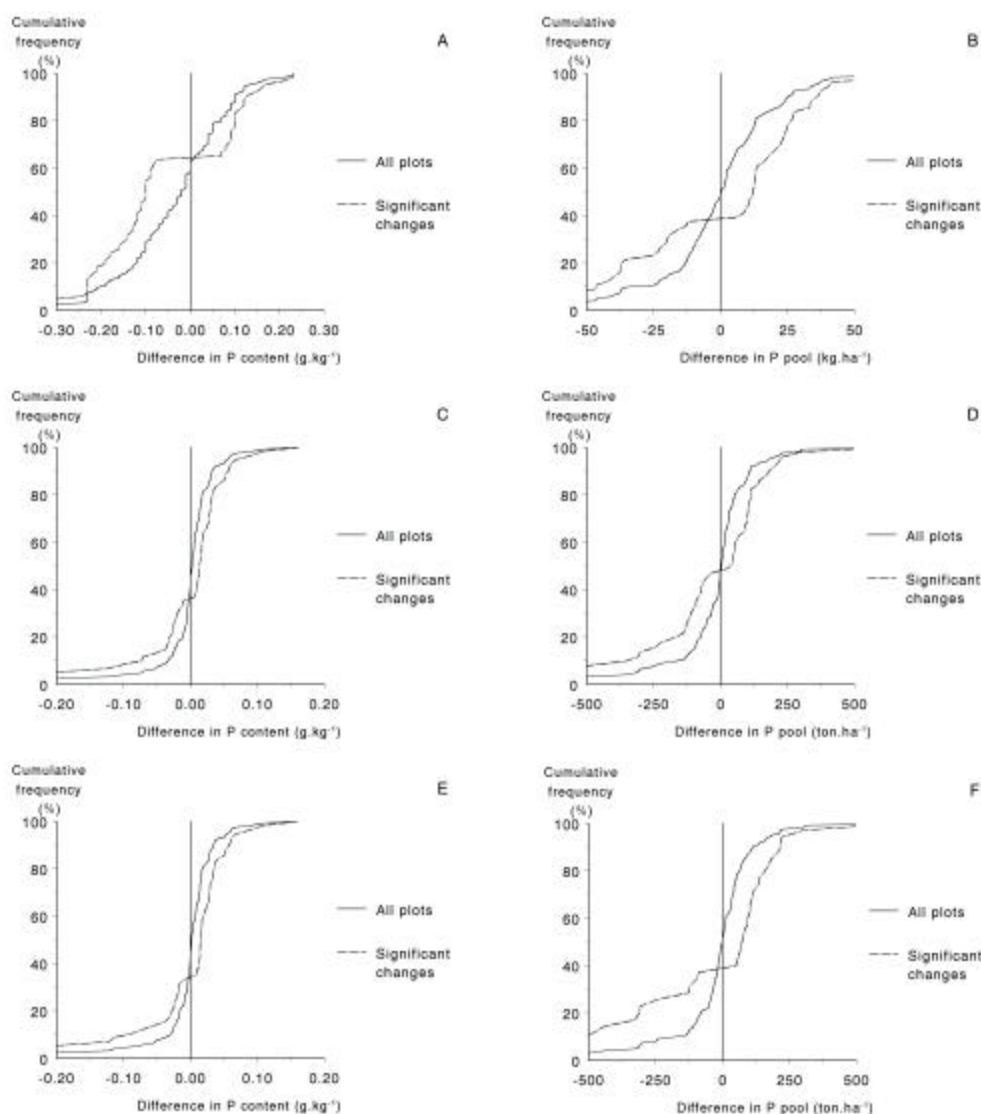 Cumulative
frequency
(%)
A
100
80
60
40
20
0
All plots
Significant
changes
-0.30 -0.20 -0.10 0.00 0.10 0.20 0.30
Difference in P content (g.kg⁻¹)
Cumulative
frequency
(%)
B
100
80
60
40
20
0
All plots
Significant
changes
-50 -25 0 25 50
Difference in P pool (kg.ha⁻¹)
Cumulative
frequency
(%)
C
100
80
60
40
20
0
All plots
Significant
changes
-0.20 -0.10 0.00 0.10 0.20
Difference in P content (g.kg⁻¹)
Cumulative
frequency
(%)
D
100
80
60
40
20
0
All plots
Significant
changes
-500 -250 0 250 500
Difference in P pool (ton.ha⁻¹)
Cumulative
frequency
(%)
E
100
80
60
40
20
0
All plots
Significant
changes
-0.20 -0.10 0.00 0.10 0.20
Difference in P content (g.kg⁻¹)
Cumulative
frequency
(%)
F
100
80
60
40
20
0
All plots
Significant
changes
-500 -250 0 250 500
Difference in P pool (ton.ha⁻¹)